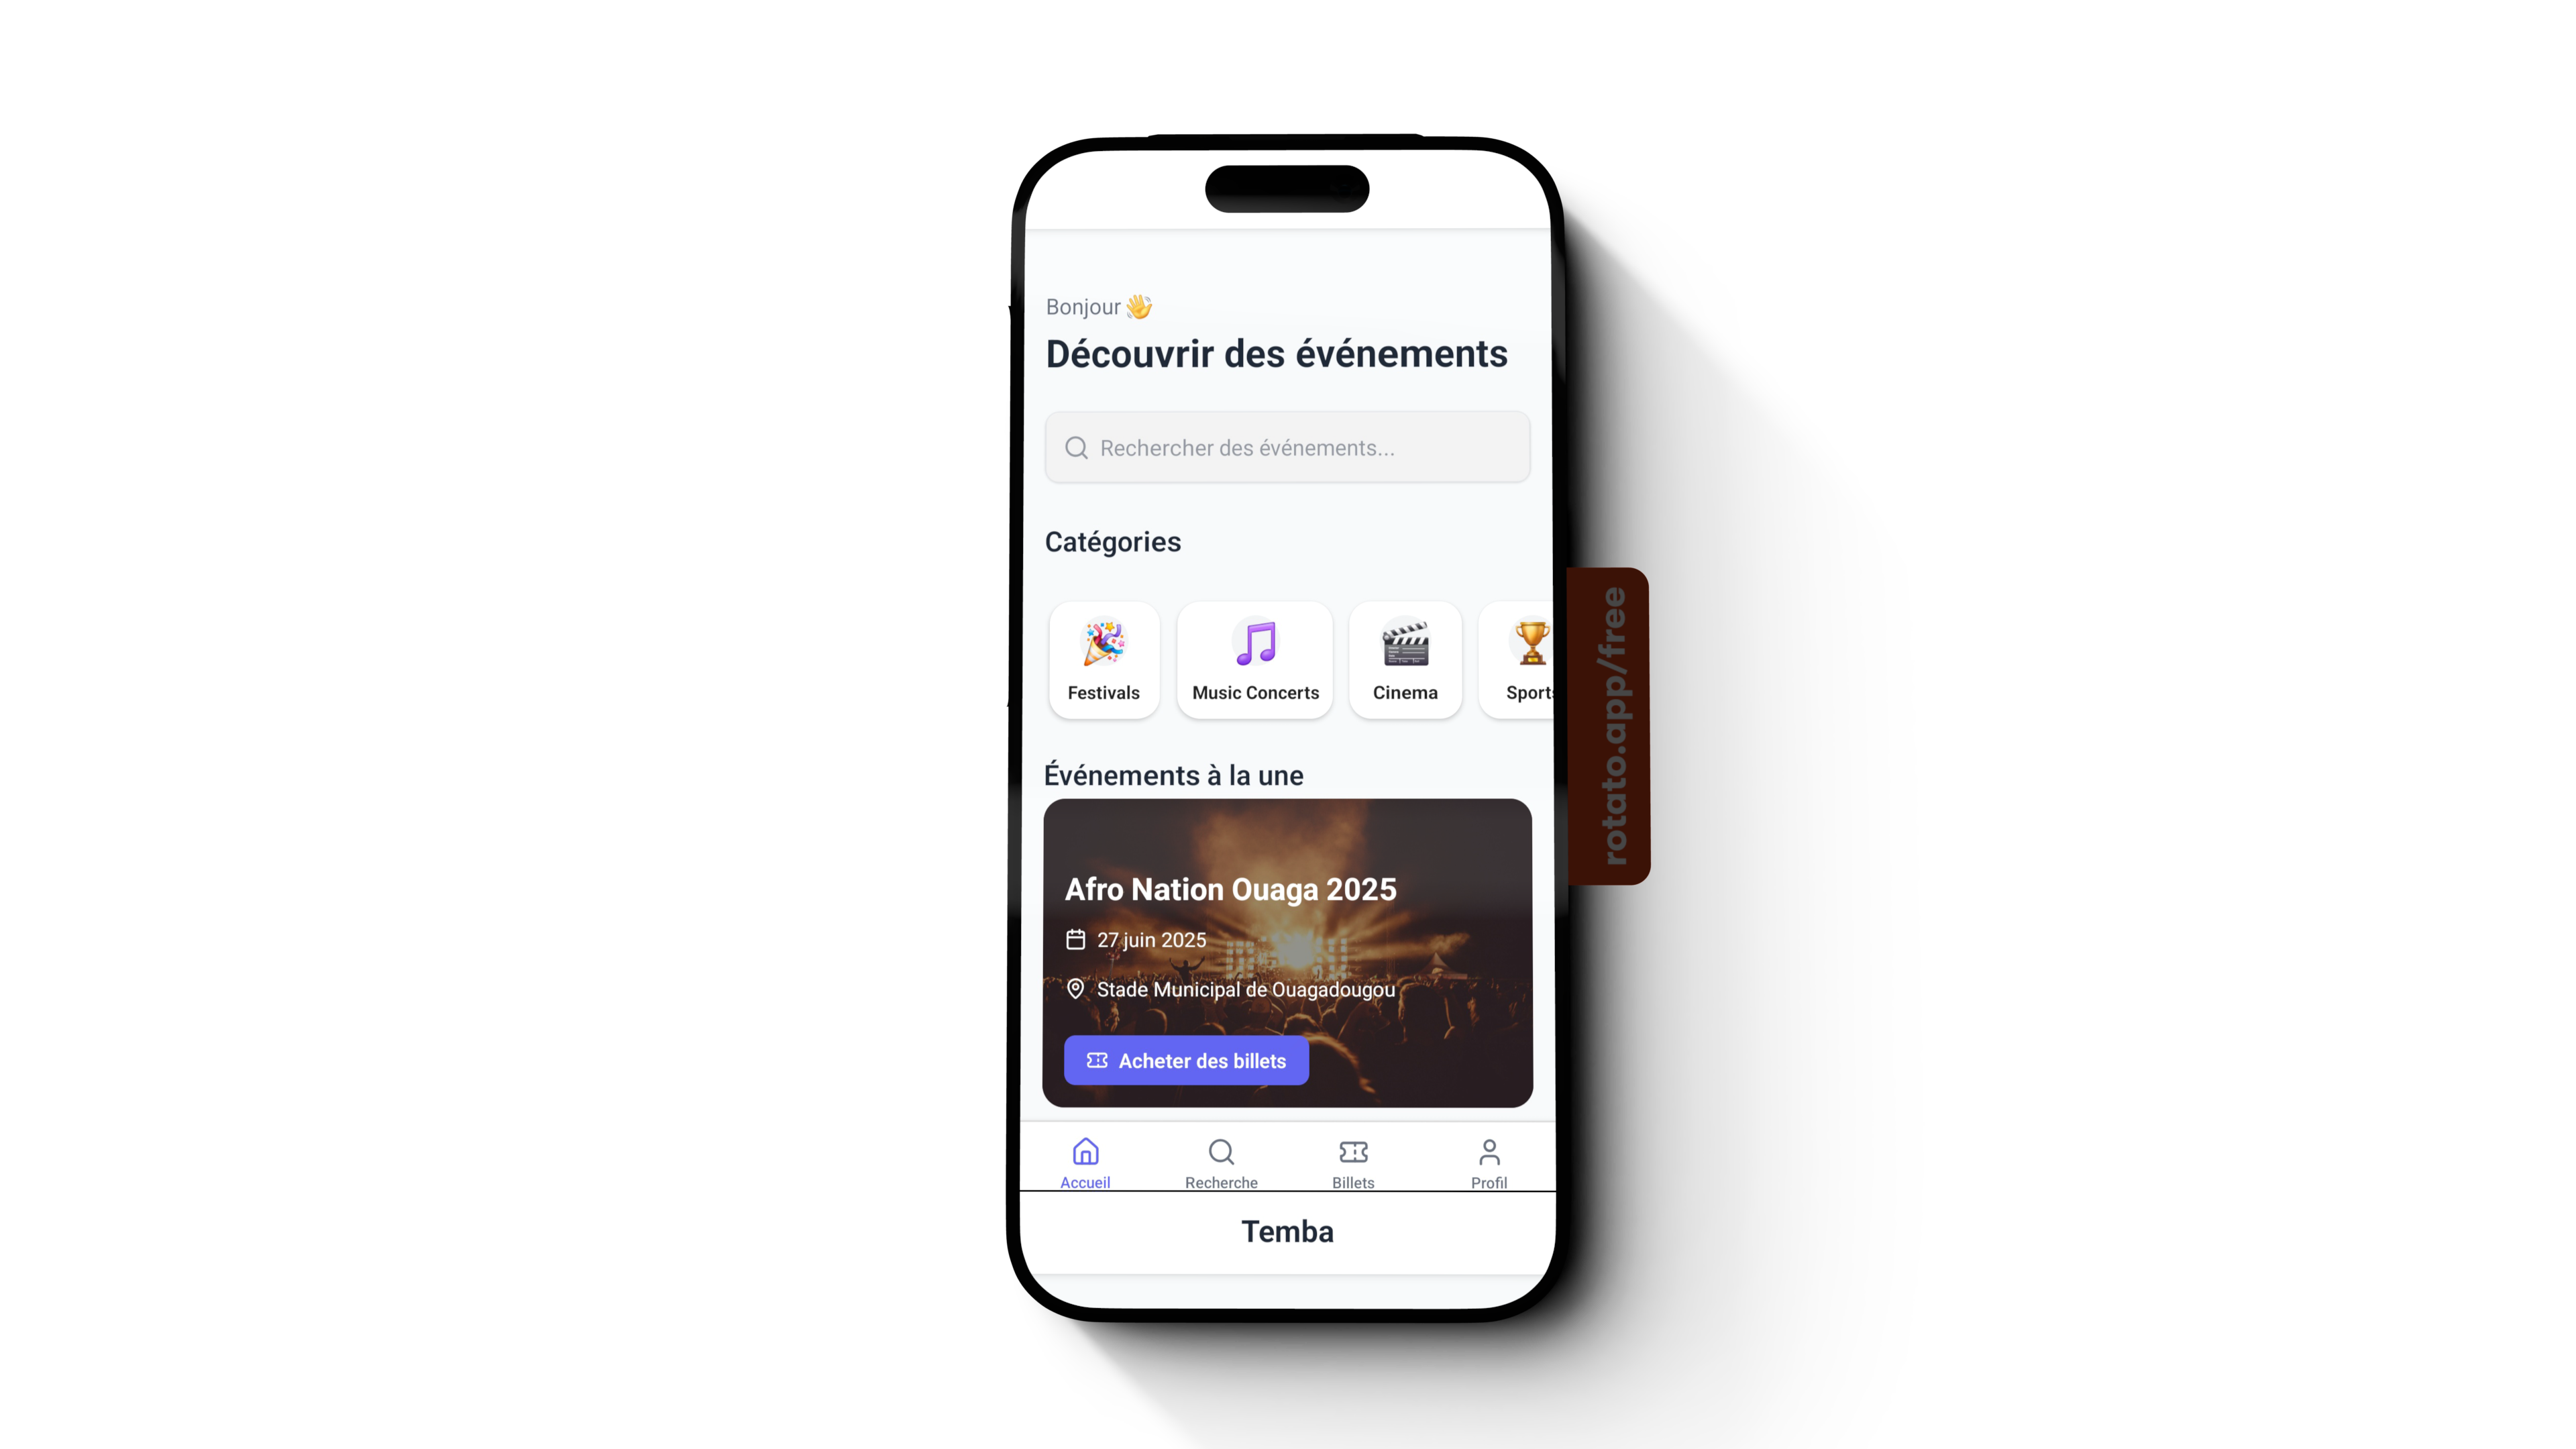 Bonjour 👋
Découvrir des événements
Rechercher des événements...
Catégories
Festivals
Music Concerts
Cinema
Sports
Événements à la une
Afro Nation Ouaga 2025
27 juin 2025
Stade Municipal de Ouagadougou
Acheter des billets
Accueil
Recherche
Billets
Profil
Temba
rotato.app/free